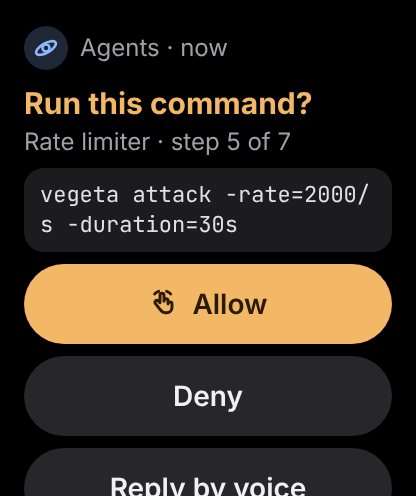 Agents · now
Run this command?
Rate limiter · step 5 of 7
vegeta attack -rate=2000/
s -duration=30s
Allow
Deny
Reply by voice